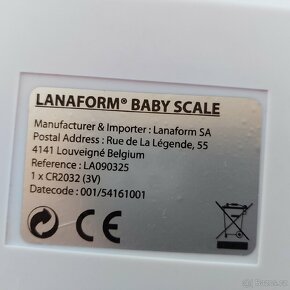 LANAFORM® BABY SCALE
Manufacturer & Importer : Lanaform SA
Postal Address : Rue de La Légende, 55
4141 Louveigné Belgium
Reference : LA090325
1 x CR2032 (3V)
Datecode : 001/54161001
CE